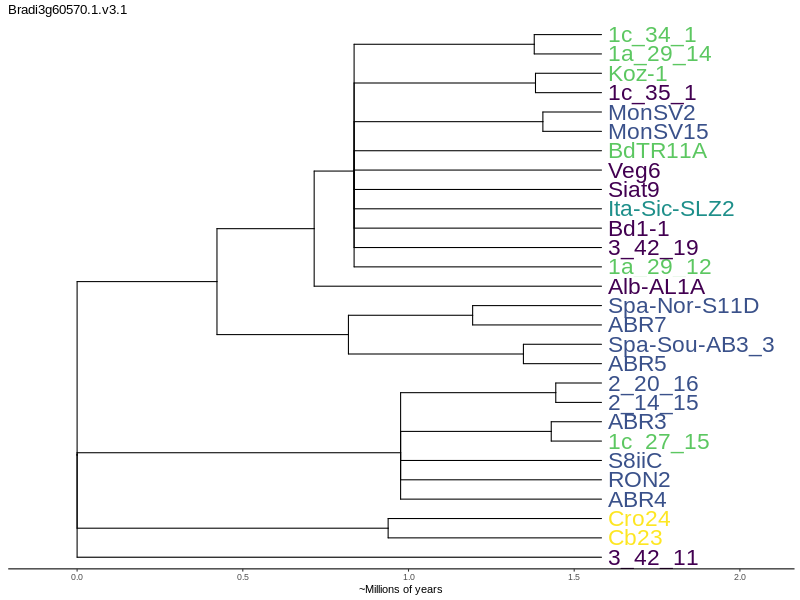 Bradi3g60570.1.v3.1
1c_34_1
1a_29_14
Koz-1
1c_35_1
MonSV2
MonSV15
BdTR11A
Veg6
Siat9
Ita-Sic-SLZ2
Bd1-1
3_42_19
1a_29_12
Alb-AL1A
Spa-Nor-S11D
ABR7
Spa-Sou-AB3_3
ABR5
2_20_16
2_14_15
ABR3
1c_27_15
S8iiC
RON2
ABR4
Cro24
Cb23
3_42_11
0.0 0.5 1.0 1.5 2.0
~Millions of years